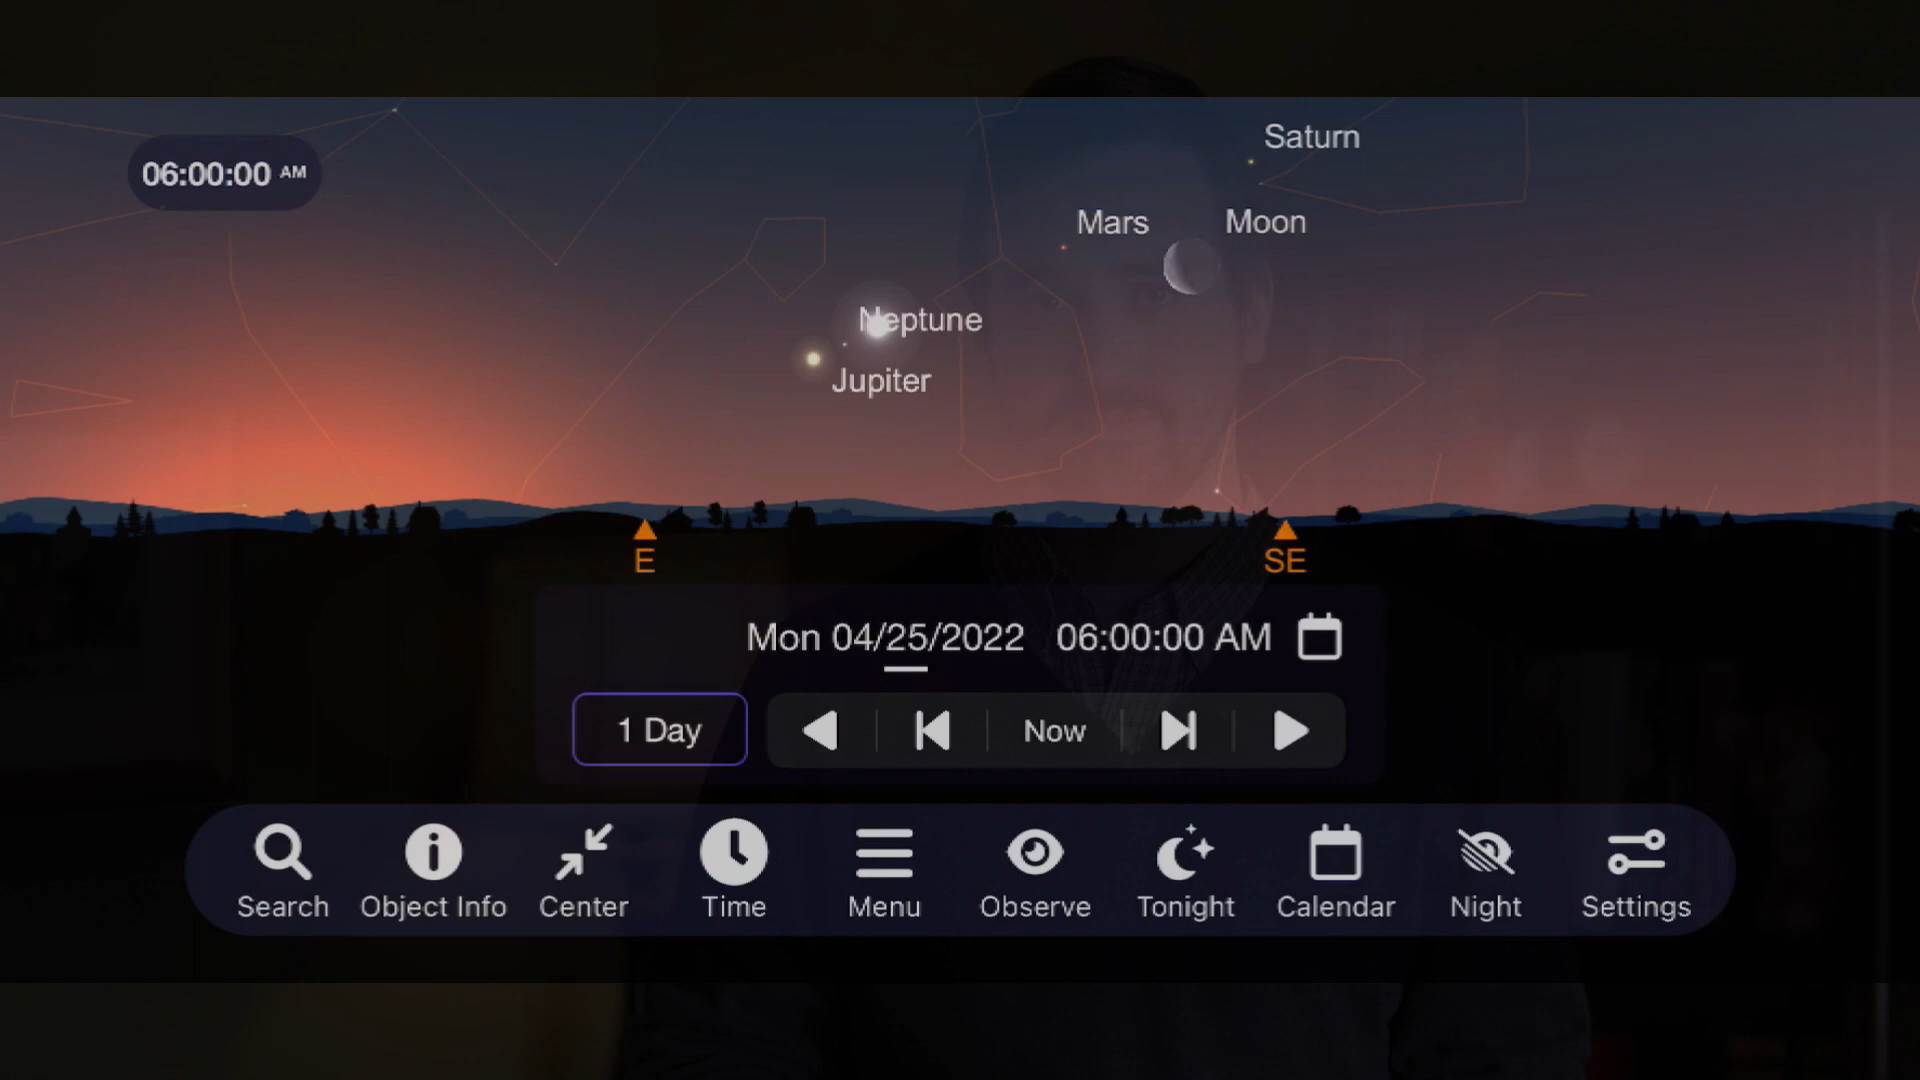 Saturn
06:00:00 AM
Mars
Moon
Neptune
Jupiter
E
SE
Mon 04/25/2022 06:00:00 AM
1 Day
Now
Search
Object Info
Center
Time
Menu
Observe
Tonight
Calendar
Night
Settings